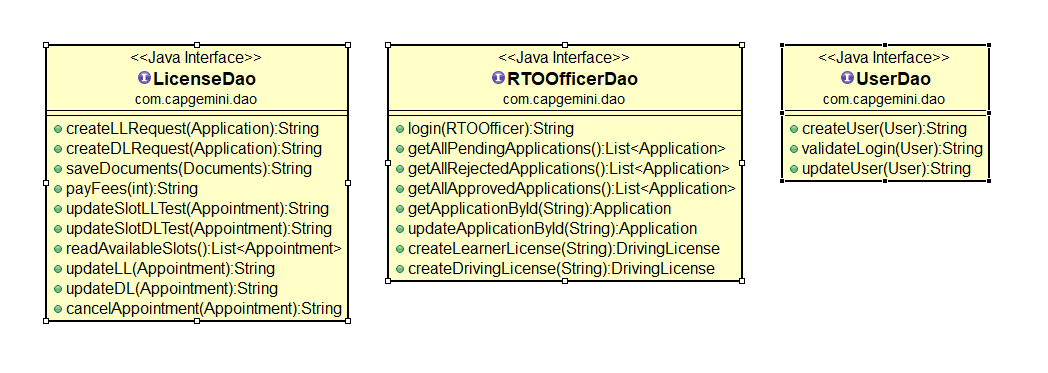 <<Java Interface>>
LicenseDao
com.capgemini.dao
createLLRequest(Application):String
createDLRequest(Application):String
saveDocuments(Documents):String
payFees(int):String
updateSlotLLTest(Appointment):String
updateSlotDLTest(Appointment):String
readAvailableSlots():List<Appointment>
updateLL(Appointment):String
updateDL(Appointment):String
cancelAppointment(Appointment):String
<<Java Interface>>
RTOOfficerDao
com.capgemini.dao
login(RTOOfficer):String
getAllPendingApplications():List<Application>
getAllRejectedApplications():List<Application>
getAllApprovedApplications():List<Application>
getApplicationById(String):Application
updateApplicationById(String):Application
createLearnerLicense(String):DrivingLicense
createDrivingLicense(String):DrivingLicense
<<Java Interface>>
UserDao
com.capgemini.dao
createUser(User):String
validateLogin(User):String
updateUser(User):String